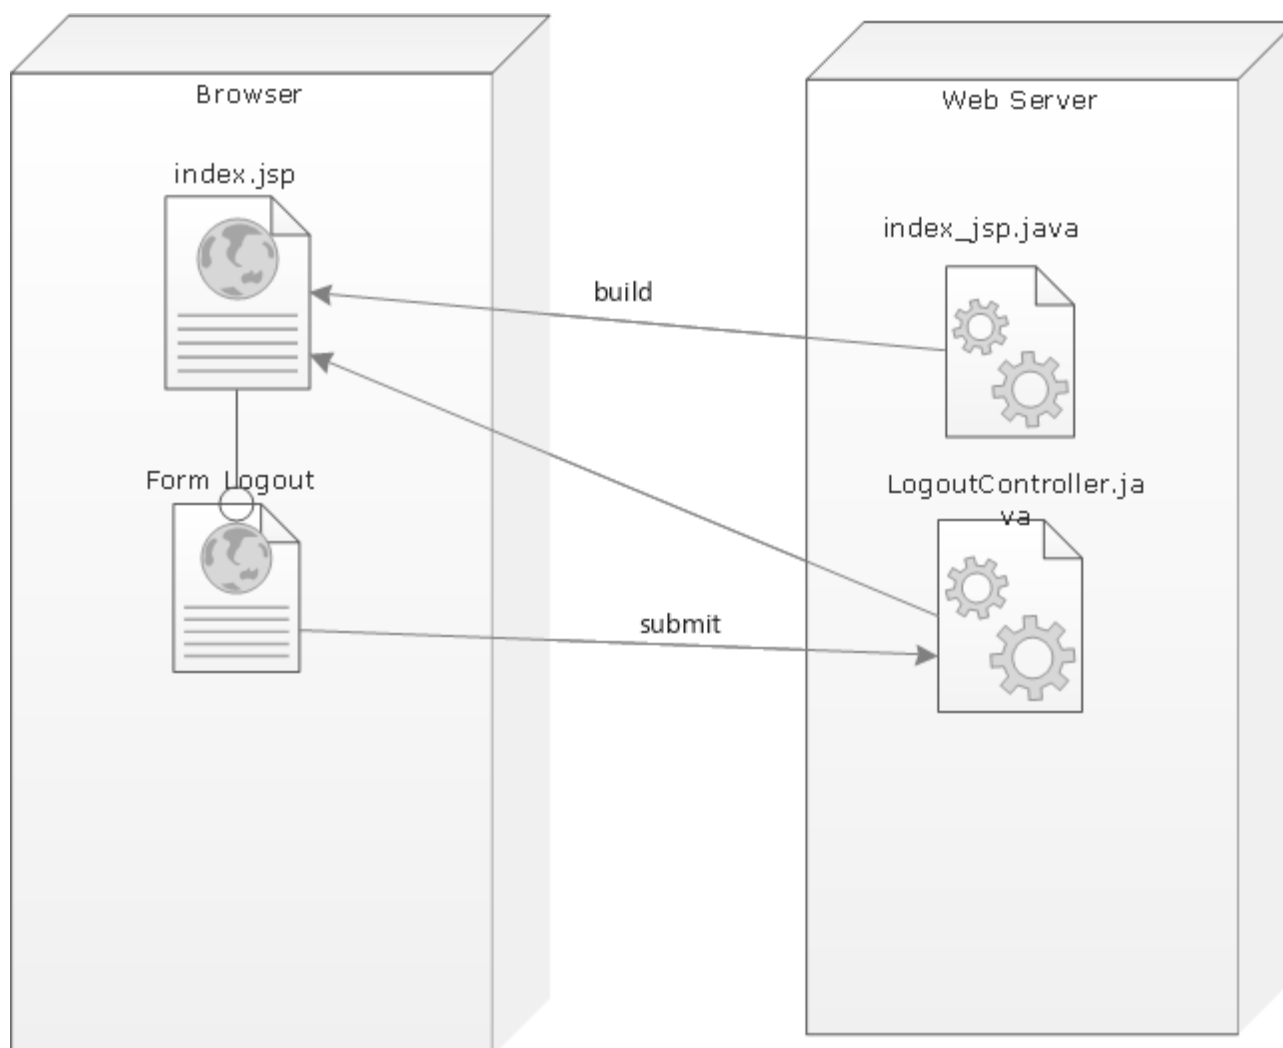 Browser
Web Server
index.jsp
index_jsp.java
build
Form Logout
LogoutController.ja
va
submit